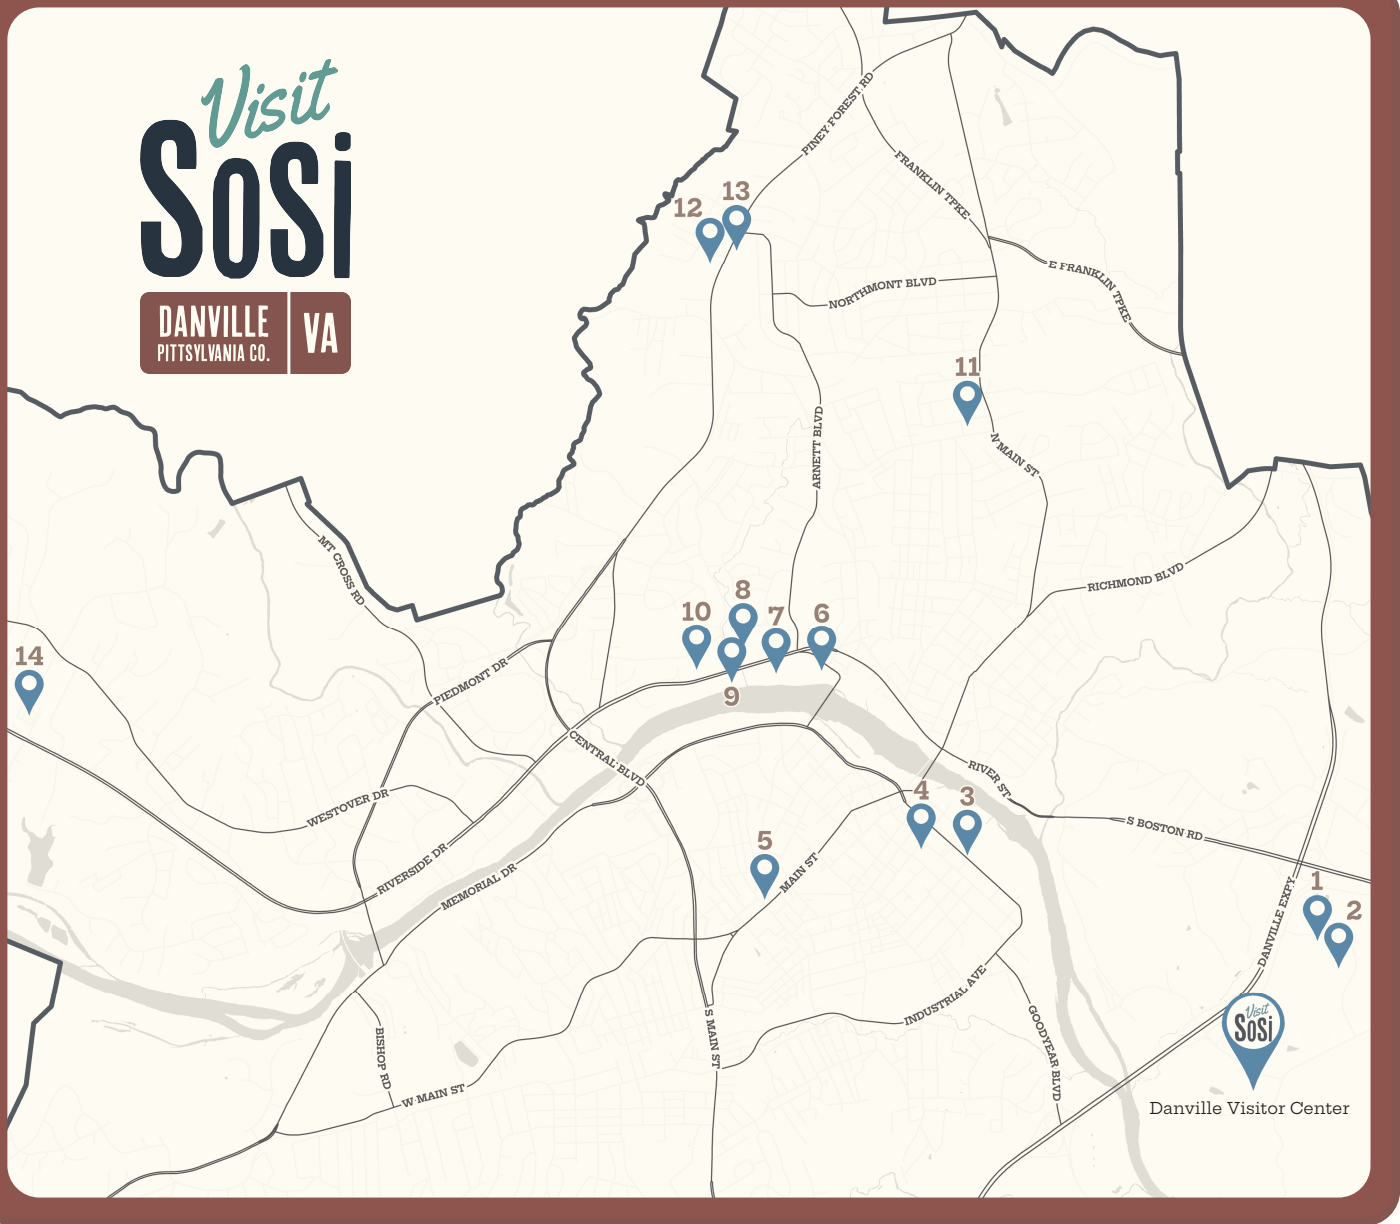 Visit
SoSi
DANVILLE
PITTSYLVANIA CO.
VA
PINEY FOREST RD
FRANKLIN TPKE
13
12
E FRANKLIN TPKE
NORTHMONT BLVD
11
ARNETT BLVD
N MAIN ST
MT CROSS RD
RICHMOND BLVD
8
10
7
6
9
14
PIEDMONT DR
CENTRAL BLVD
RIVER ST
WESTOVER DR
4
3
S BOSTON RD
RIVERSIDE DR
MEMORIAL DR
5
MAIN ST
1
2
DANVILLE EXPY
INDUSTRIAL AVE
GOODYEAR BLVD
S MAIN ST
BISHOP RD
W MAIN ST
Visit
SoSi
Danville Visitor Center